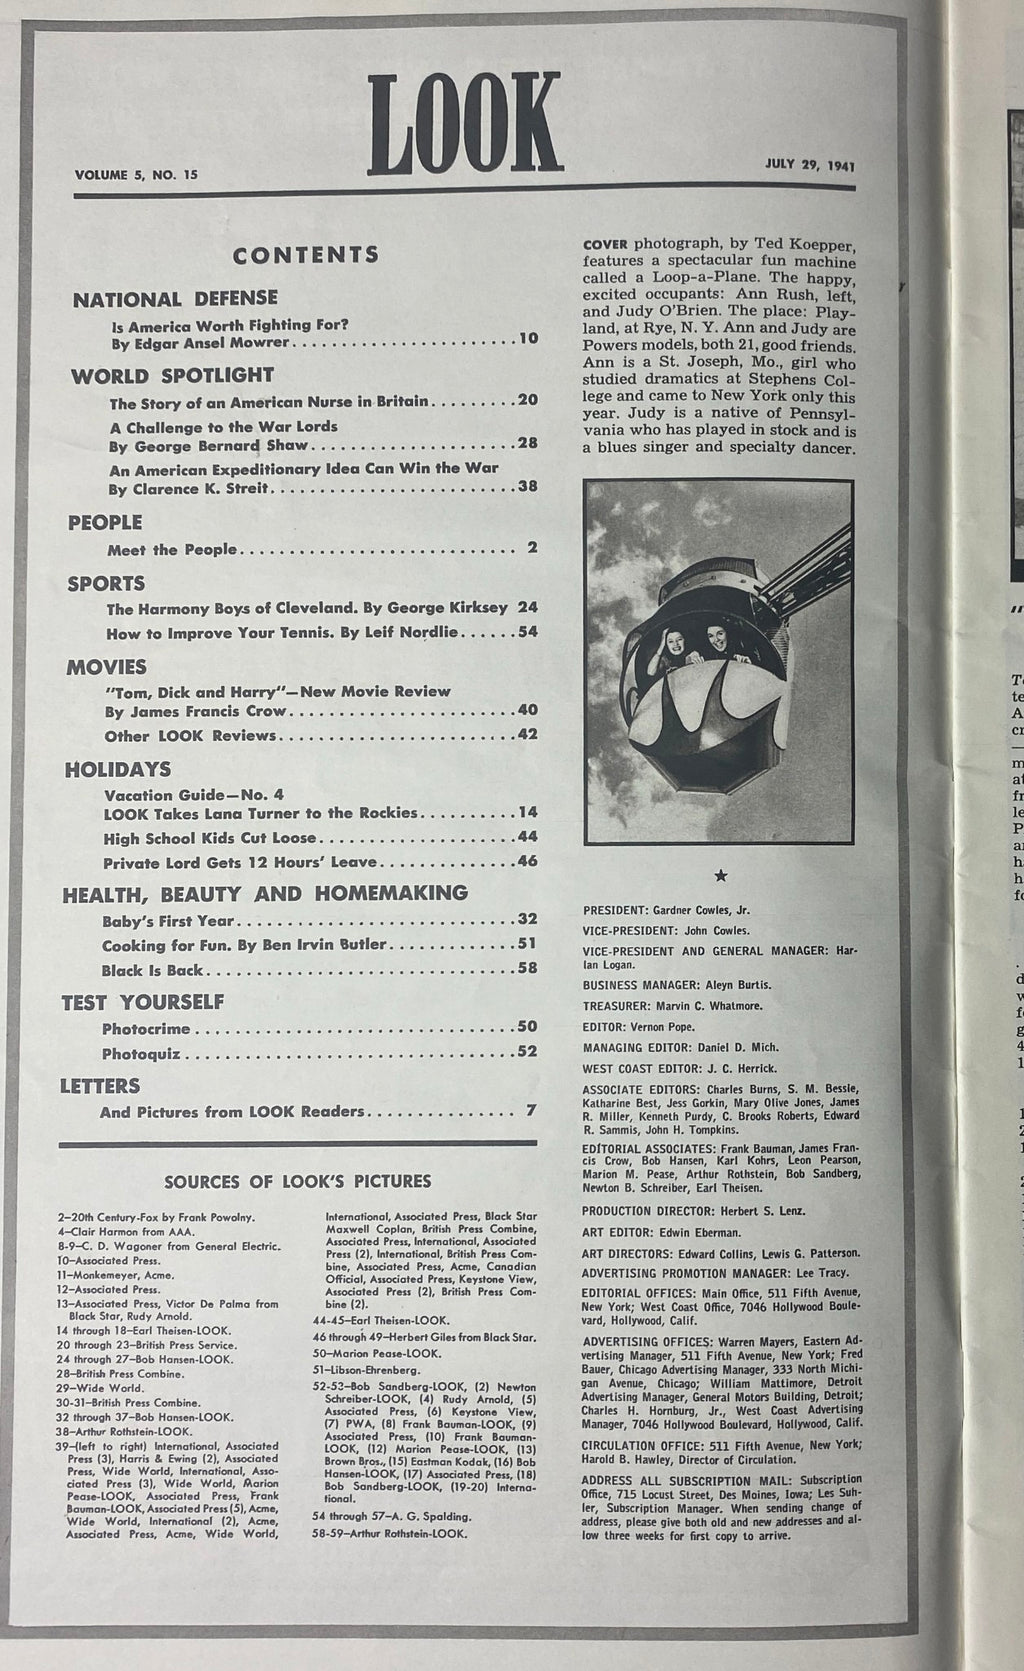 LOOK
VOLUME 5, NO. 15
JULY 29, 1941
CONTENTS
NATIONAL DEFENSE
Is America Worth Fighting For?
By Edgar Ansel Mowrer......................10
WORLD SPOTLIGHT
The Story of an American Nurse in Britain.........20
A Challenge to the War Lords
By George Bernard Shaw....................28
An American Expeditionary Idea Can Win the War
By Clarence K. Streit........................38
PEOPLE
Meet the People........................... 2
SPORTS
The Harmony Boys of Cleveland. By George Kirksey 24
How to Improve Your Tennis. By Leif Nordlie......54
MOVIES
"Tom, Dick and Harry"—New Movie Review
By James Francis Crow......................40
Other LOOK Reviews.......................42
HOLIDAYS
Vacation Guide—No. 4
LOOK Takes Lana Turner to the Rockies..........14
High School Kids Cut Loose....................44
Private Lord Gets 12 Hours' Leave..............46
HEALTH, BEAUTY AND HOMEMAKING
Baby's First Year............................32
Cooking for Fun. By Ben Irvin Butler.............51
Black Is Back...............................58
TEST YOURSELF
Photocrime................................50
Photoquiz.................................52
LETTERS
And Pictures from LOOK Readers............... 7
SOURCES OF LOOK'S PICTURES
2—20th Century-Fox by Frank Powolny.
4—Clair Harmon from AAA.
8-9—C. D. Wagoner from General Electric.
10—Associated Press.
11—Monkemeyer, Acme.
12—Associated Press.
13—Associated Press, Victor De Palma from
Black Star, Rudy Arnold.
14 through 18—Earl Theisen-LOOK.
20 through 23—British Press Service.
24 through 27—Bob Hansen-LOOK.
28—British Press Combine.
29—Wide World.
30-31—British Press Combine.
32 through 37—Bob Hansen-LOOK.
38—Arthur Rothstein-LOOK.
39—(left to right) International, Associated
Press (3), Harris & Ewing (2), Associated
Press, Wide World, International, Asso-
ciated Press (3), Wide World, Marion
Pease-LOOK, Associated Press, Frank
Bauman-LOOK, Associated Press (5), Acme,
Wide World, International (2), Acme,
Associated Press, Acme, Wide World,
International, Associated Press, Black Star
Maxwell Coplan, British Press Combine,
Associated Press, International, Associated
Press (2), International, British Press Com-
bine, Associated Press, Acme, Canadian
Official, Associated Press, Keystone View,
Associated Press (2), British Press Com-
bine (2).
44-45—Earl Theisen-LOOK.
46 through 49—Herbert Giles from Black Star.
50—Marion Pease-LOOK.
51—Libson-Ehrenberg.
52-53—Bob Sandberg-LOOK, (2) Newton
Schreiber-LOOK, (4) Rudy Arnold, (5)
Associated Press, (6) Keystone View,
(7) PWA, (8) Frank Bauman-LOOK, (9)
Associated Press, (10) Frank Bauman-
LOOK, (12) Marion Pease-LOOK, (13)
Brown Bros., (15) Eastman Kodak, (16) Bob
Hansen-LOOK, (17) Associated Press, (18)
Bob Sandberg-LOOK, (19-20) Interna-
tional.
54 through 57—A. G. Spalding.
58-59—Arthur Rothstein-LOOK.
COVER photograph, by Ted Koepper,
features a spectacular fun machine
called a Loop-a-Plane. The happy,
excited occupants: Ann Rush, left,
and Judy O'Brien. The place: Play-
land, at Rye, N. Y. Ann and Judy are
Powers models, both 21, good friends.
Ann is a St. Joseph, Mo., girl who
studied dramatics at Stephens Col-
lege and came to New York only this
year. Judy is a native of Pennsyl-
vania who has played in stock and is
a blues singer and specialty dancer.
PRESIDENT: Gardner Cowles, Jr.
VICE-PRESIDENT: John Cowles.
VICE-PRESIDENT AND GENERAL MANAGER: Har-
lan Logan.
BUSINESS MANAGER: Aleyn Burtis.
TREASURER: Marvin C. Whatmore.
EDITOR: Vernon Pope.
MANAGING EDITOR: Daniel D. Mich.
WEST COAST EDITOR: J. C. Herrick.
ASSOCIATE EDITORS: Charles Burns, S. M. Bessie,
Katharine Best, Jess Gorkin, Mary Olive Jones, James
R. Miller, Kenneth Purdy, C. Brooks Roberts, Edward
R. Sammis, John H. Tompkins.
EDITORIAL ASSOCIATES: Frank Bauman, James Fran-
cis Crow, Bob Hansen, Karl Kohrs, Leon Pearson,
Marion M. Pease, Arthur Rothstein, Bob Sandberg,
Newton B. Schreiber, Earl Theisen.
PRODUCTION DIRECTOR: Herbert S. Lenz.
ART EDITOR: Edwin Eberman.
ART DIRECTORS: Edward Collins, Lewis G. Patterson.
ADVERTISING PROMOTION MANAGER: Lee Tracy.
EDITORIAL OFFICES: Main Office, 511 Fifth Avenue,
New York; West Coast Office, 7046 Hollywood Boule-
vard, Hollywood, Calif.
ADVERTISING OFFICES: Warren Mayers, Eastern Ad-
vertising Manager, 511 Fifth Avenue, New York; Fred
Bauer, Chicago Advertising Manager, 333 North Michi-
gan Avenue, Chicago; William Mattimore, Detroit
Advertising Manager, General Motors Building, Detroit;
Charles H. Hornburg, Jr., West Coast Advertising
Manager, 7046 Hollywood Boulevard, Hollywood, Calif.
CIRCULATION OFFICE: 511 Fifth Avenue, New York;
Harold B. Hawley, Director of Circulation.
ADDRESS ALL SUBSCRIPTION MAIL: Subscription
Office, 715 Locust Street, Des Moines, Iowa; Les Suh-
ler, Subscription Manager. When sending change of
address, please give both old and new addresses and al-
low three weeks for first copy to arrive.